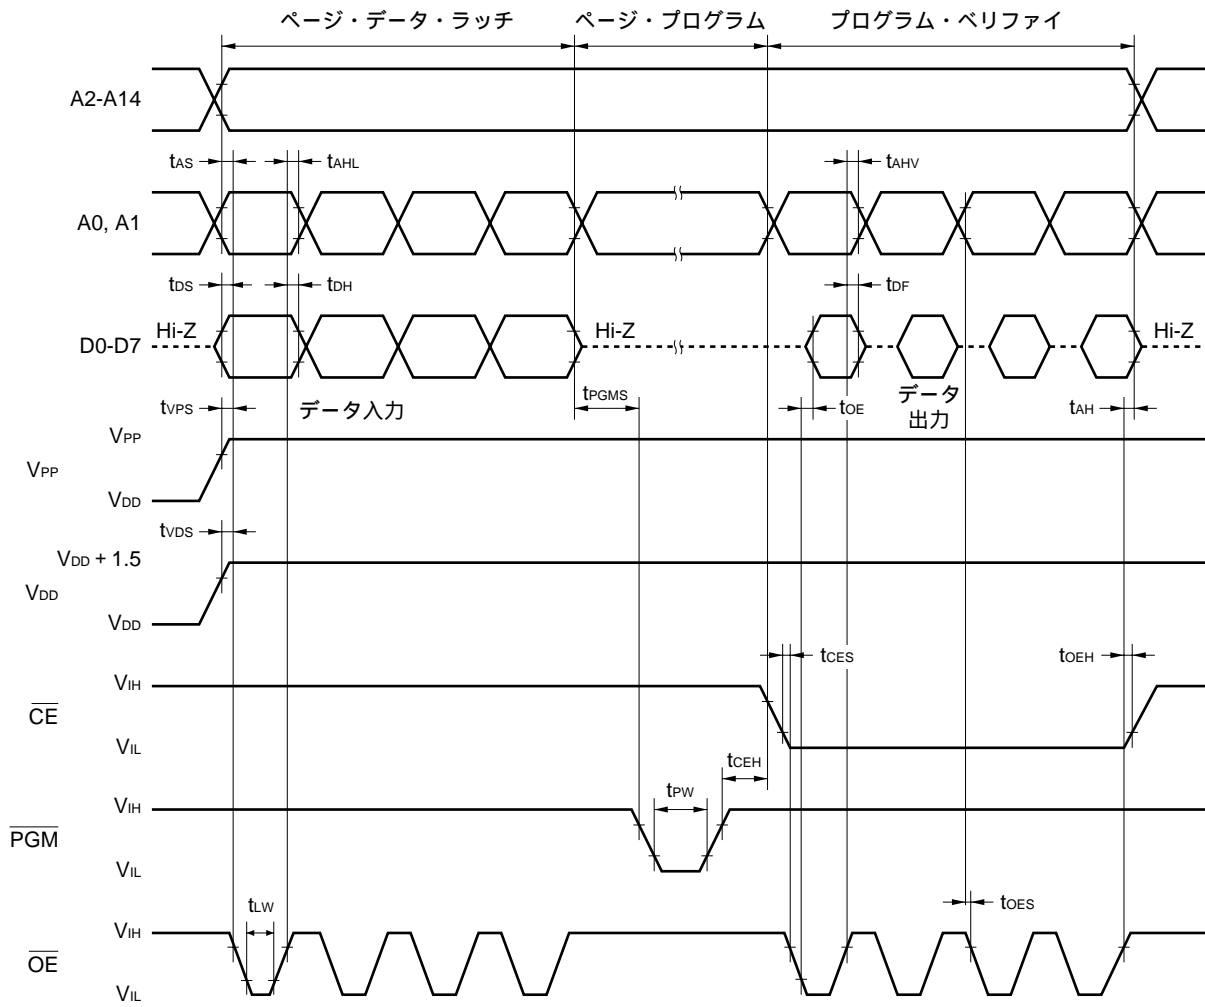 ページ・データ・ラッチ ページ・プログラム プログラム・ベリファイ
A2-A14
tAS tAHL tAHV
A0, A1
tDS tDH tDF
Hi-Z Hi-Z Hi-Z
D0-D7
tVPS データ入力 tPGMS tOE データ出力 tAH
VPP
VPP
VDD
tVDS
VDD + 1.5
VDD
VDD
tCES tOEH
VIH
CE
VIL
tCEH
VIH tPW
PGM
VIL
tLW tOES
VIH
OE
VIL